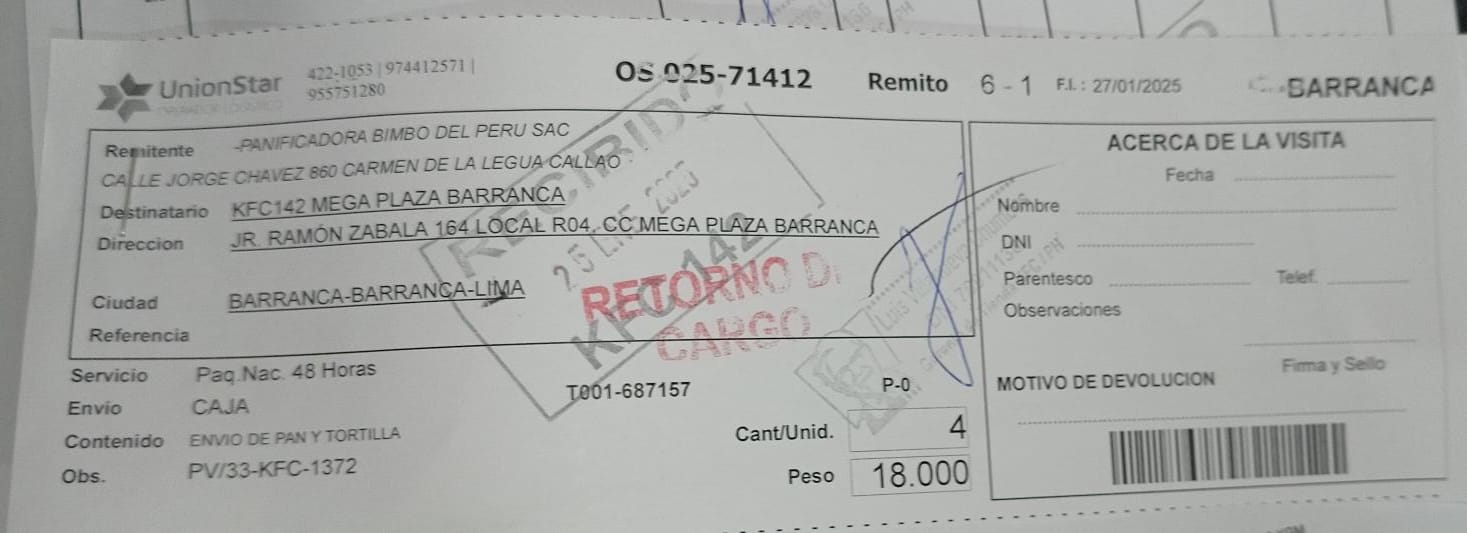 UnionStar 422-1053 | 974412571 |
955751280
OS 025-71412 Remito 6 - 1 F.I. : 27/01/2025 BARRANCA
Remitente -PANIFICADORA BIMBO DEL PERU SAC
CALLE JORGE CHAVEZ 860 CARMEN DE LA LEGUA CALLAO
Destinatario KFC142 MEGA PLAZA BARRANCA
Direccion JR. RAMÓN ZABALA 164 LOCAL R04, CC MEGA PLAZA BARRANCA
Ciudad BARRANCA-BARRANCA-LIMA
Referencia
RECIBIDO
KFC 142
RETORNO D
CARGO
ACERCA DE LA VISITA
Fecha
Nombre
DNI
Parentesco Telef.
Observaciones
Firma y Sello
MOTIVO DE DEVOLUCION
Servicio Paq.Nac. 48 Horas
Envio CAJA T001-687157 P-0
Contenido ENVIO DE PAN Y TORTILLA Cant/Unid. 4
Obs. PV/33-KFC-1372 Peso 18.000